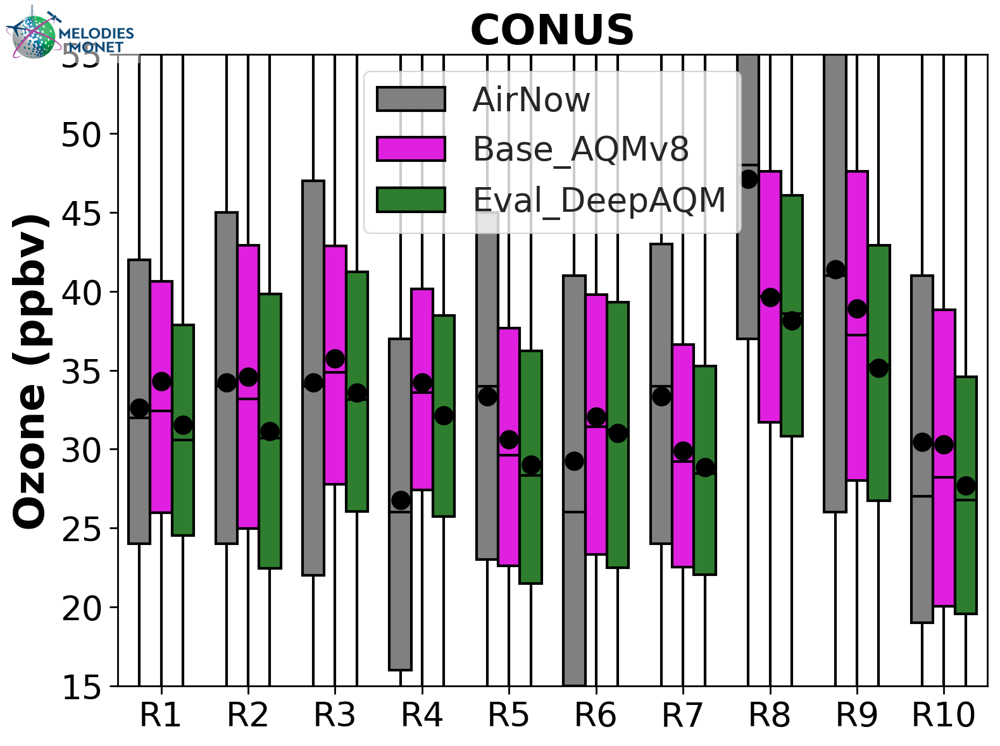 MELODIES
MONET
CONUS
Ozone (ppbv)
55
50
45
40
35
30
25
20
15
AirNow
Base_AQMv8
Eval_DeepAQM
R1 R2 R3 R4 R5 R6 R7 R8 R9 R10